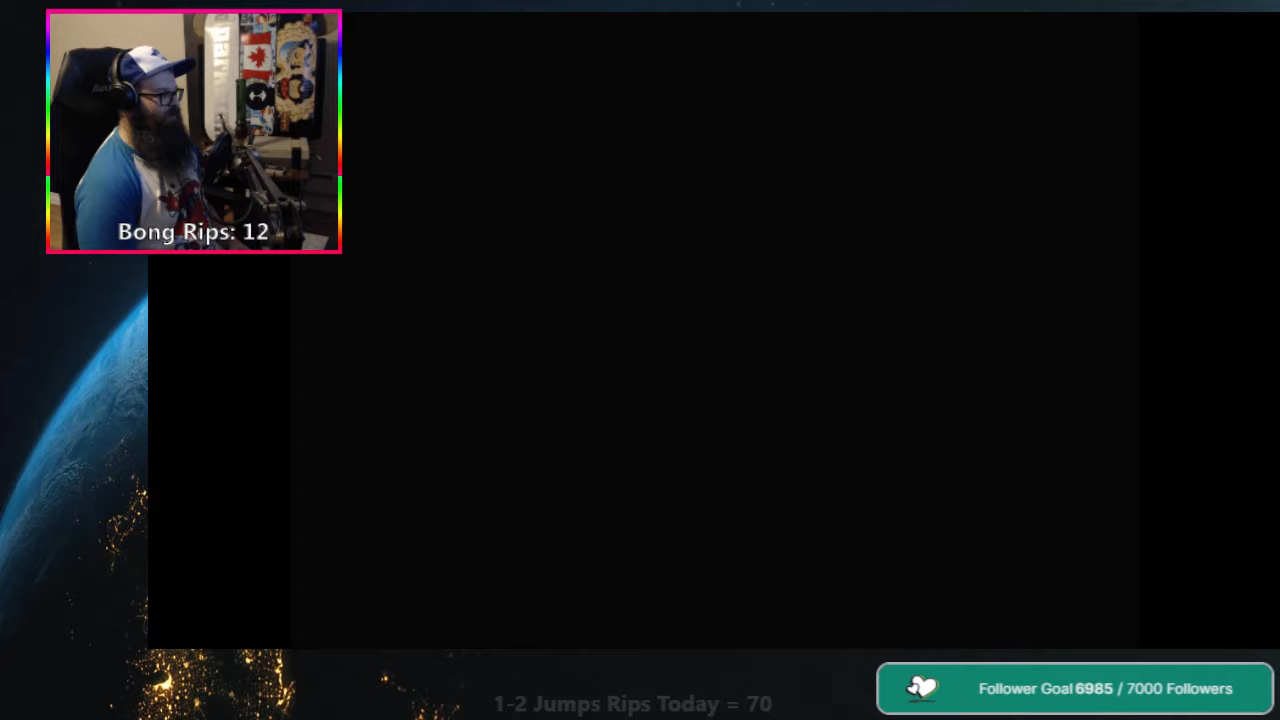 Bong Rips: 12
1-2 Jumps Rips Today = 70
Follower Goal 6985 / 7000 Followers